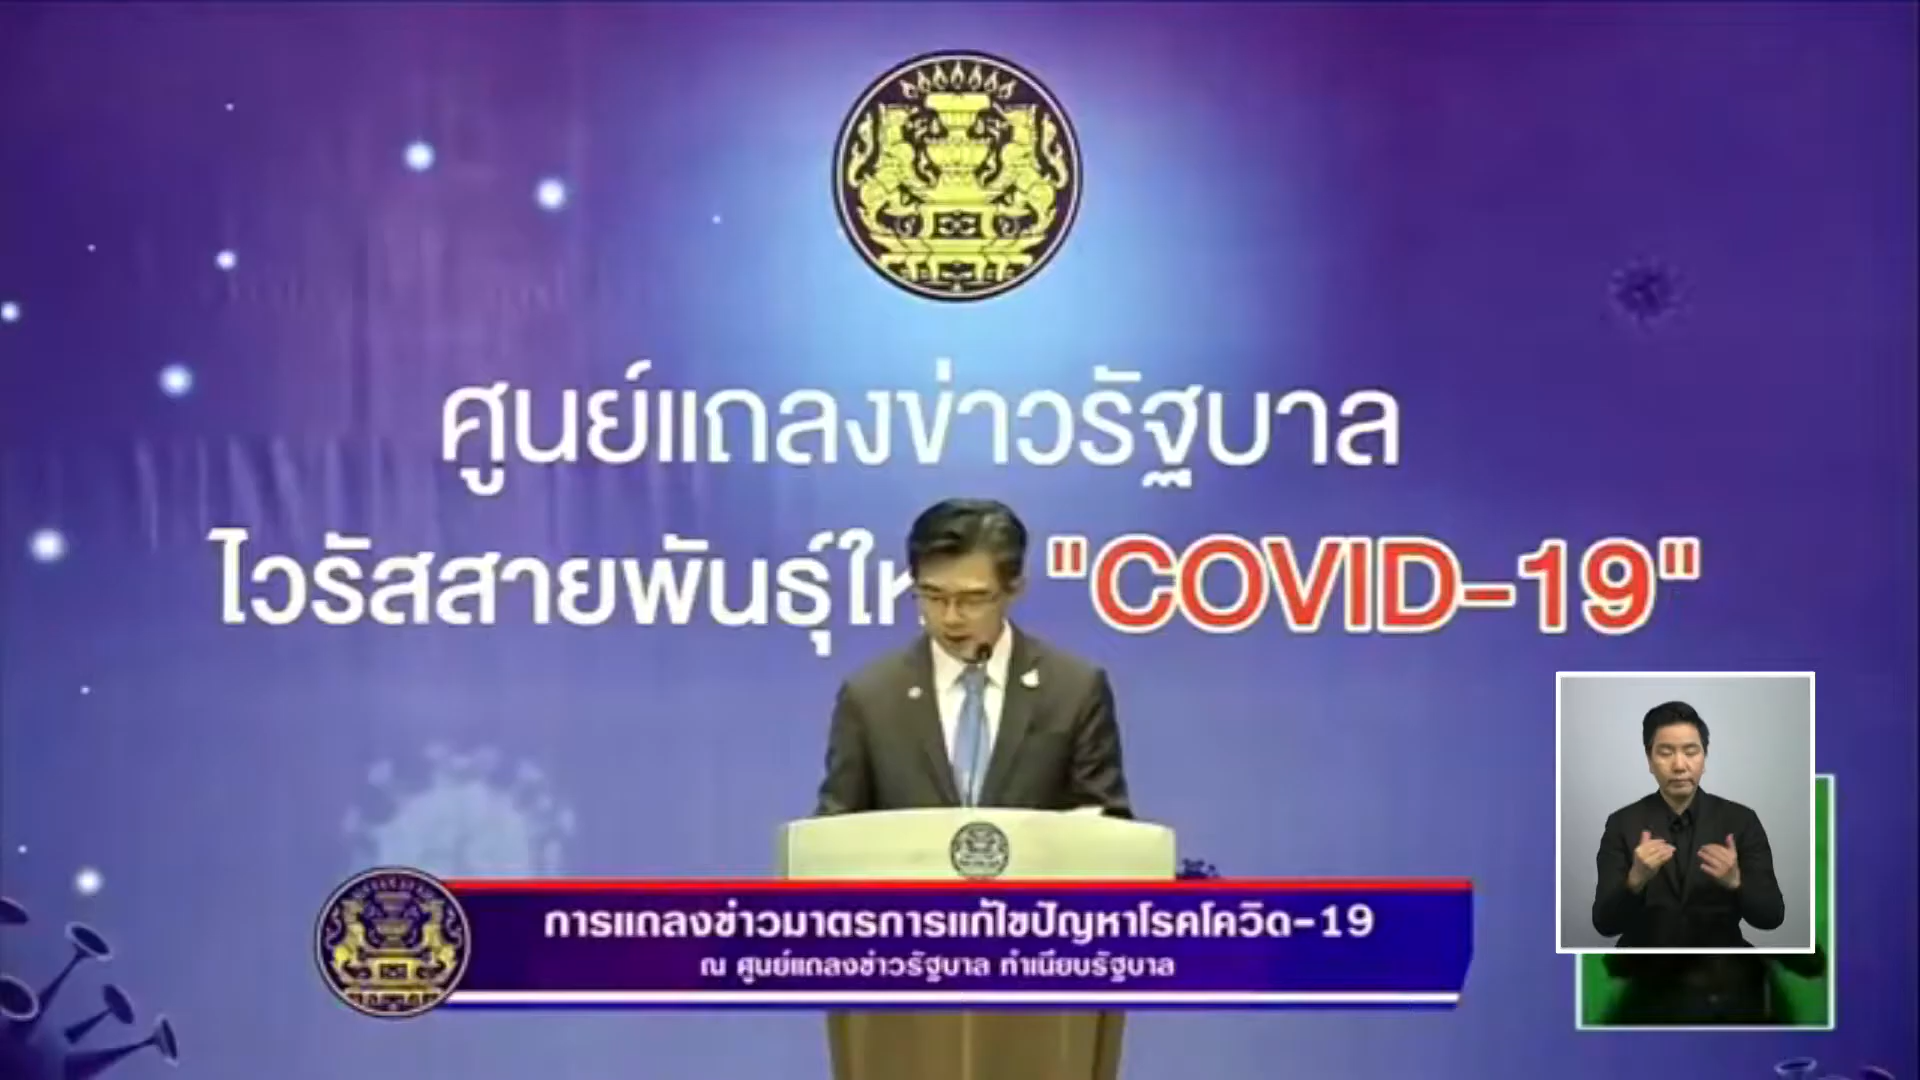 ศูนย์แถลงข่าวรัฐบาล
ไวรัสสายพันธุ์ "COVID-19"
การแถลงข่าวมาตรการแก้ไขปัญหาโรคโควิด-19
ณ ศูนย์แถลงข่าวรัฐบาล ทำเนียบรัฐบาล